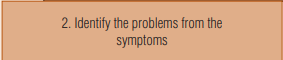 2. Identify the problems from the
symptoms